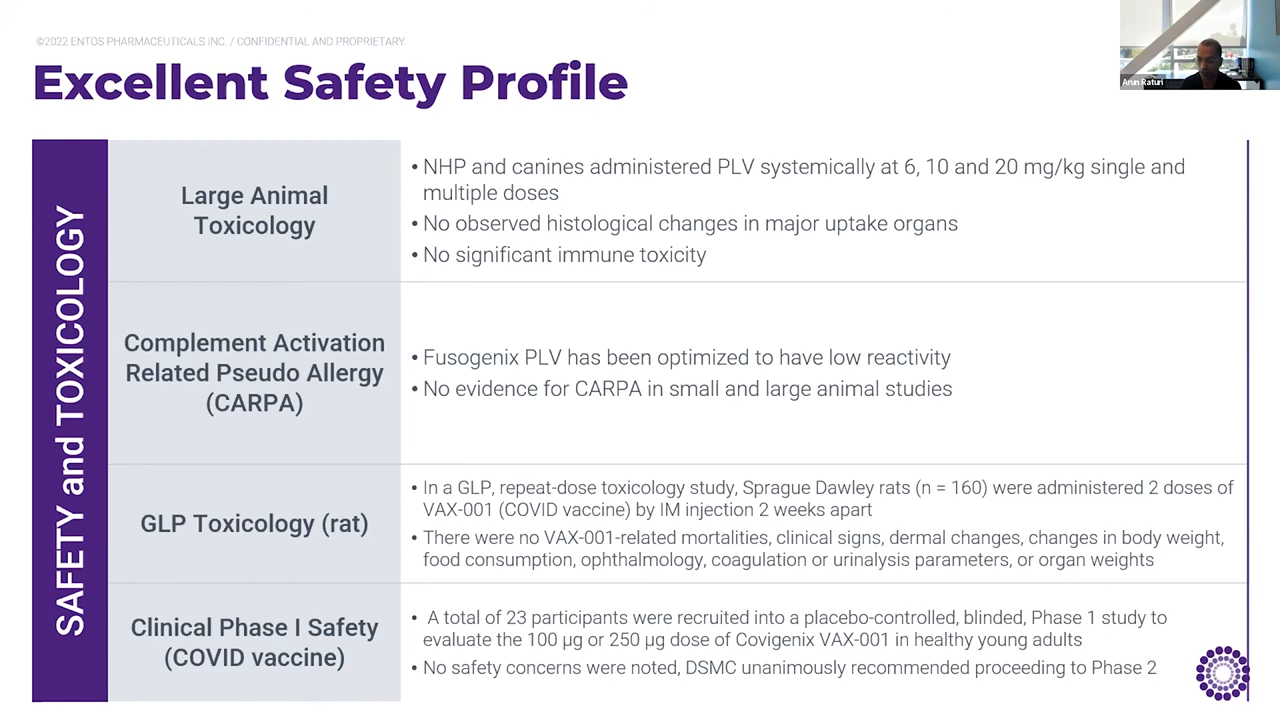 ©2022 ENTOS PHARMACEUTICALS INC. / CONFIDENTIAL AND PROPRIETARY
Excellent Safety Profile
Arun Raturi
SAFETY and TOXICOLOGY
Large Animal
Toxicology
• NHP and canines administered PLV systemically at 6, 10 and 20 mg/kg single and
multiple doses
• No observed histological changes in major uptake organs
• No significant immune toxicity
Complement Activation
Related Pseudo Allergy
(CARPA)
• Fusogenix PLV has been optimized to have low reactivity
• No evidence for CARPA in small and large animal studies
GLP Toxicology (rat)
• In a GLP, repeat-dose toxicology study, Sprague Dawley rats (n = 160) were administered 2 doses of
VAX-001 (COVID vaccine) by IM injection 2 weeks apart
• There were no VAX-001-related mortalities, clinical signs, dermal changes, changes in body weight,
food consumption, ophthalmology, coagulation or urinalysis parameters, or organ weights
Clinical Phase I Safety
(COVID vaccine)
• A total of 23 participants were recruited into a placebo-controlled, blinded, Phase 1 study to
evaluate the 100 µg or 250 µg dose of Covigenix VAX-001 in healthy young adults
• No safety concerns were noted, DSMC unanimously recommended proceeding to Phase 2